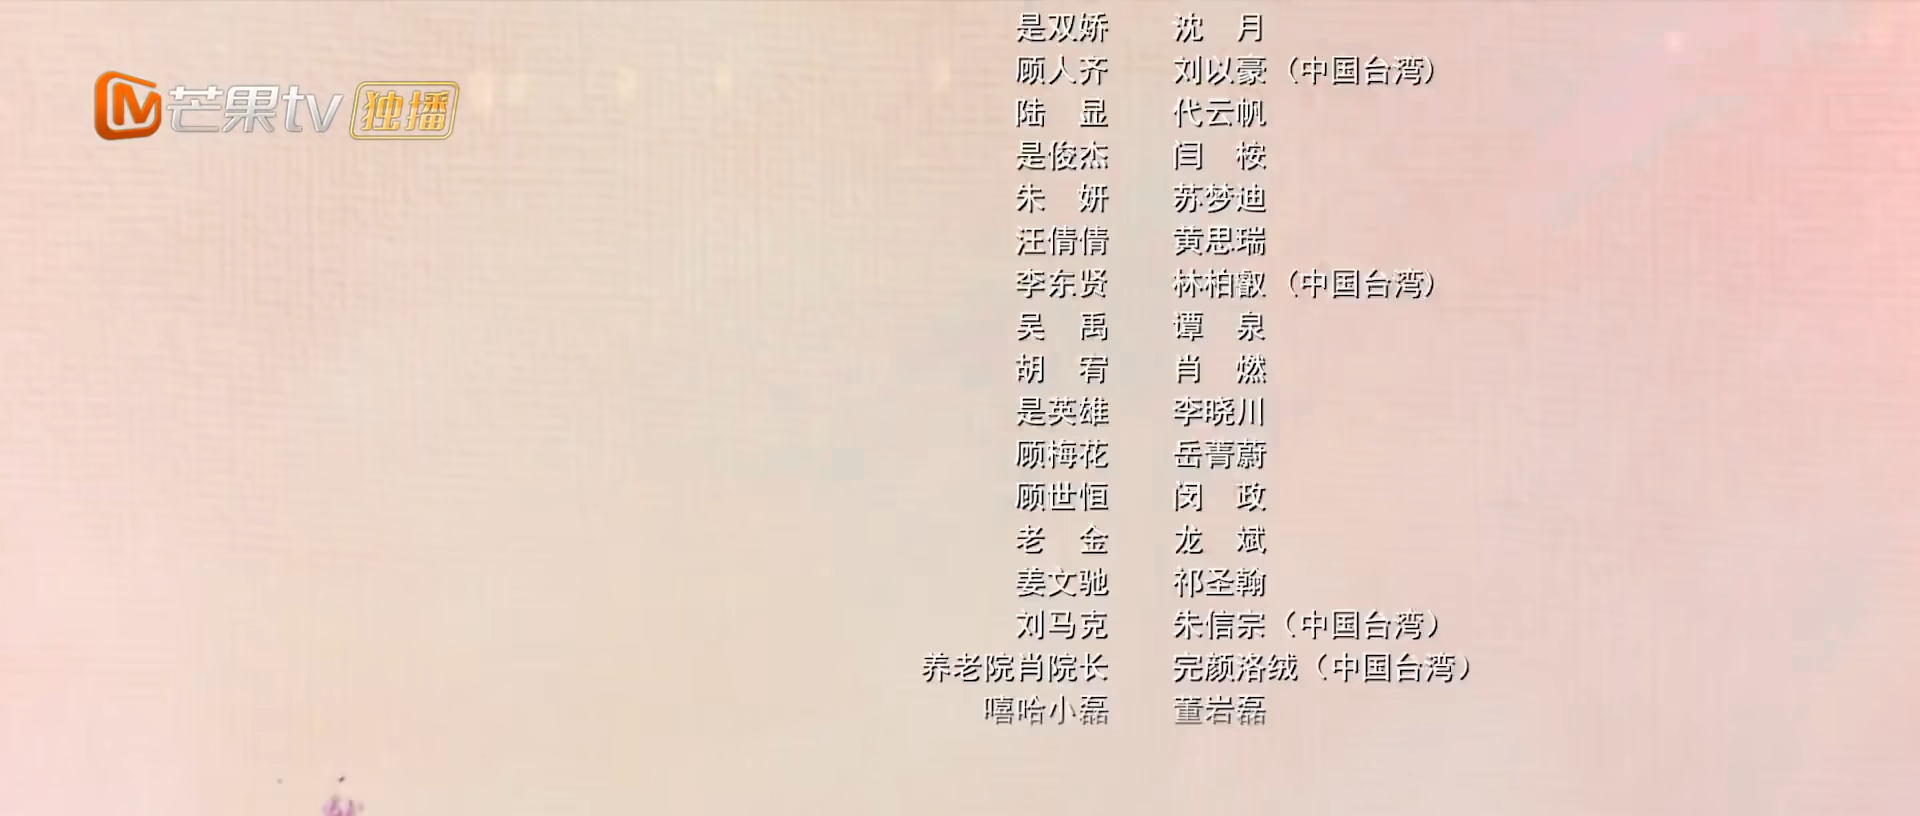 芒果tv 独播
是双娇 沈 月
顾人齐 刘以豪（中国台湾）
陆 显 代云帆
是俊杰 闫 桉
朱 妍 苏梦迪
汪倩倩 黄思瑞
李东贤 林柏叡（中国台湾）
吴 禹 谭 泉
胡 宥 肖 燃
是英雄 李晓川
顾梅花 岳菁蔚
顾世恒 闵 政
老 金 龙 斌
姜文驰 祁圣翰
刘马克 朱信宗（中国台湾）
养老院肖院长 完颜洛绒（中国台湾）
嘻哈小磊 董岩磊